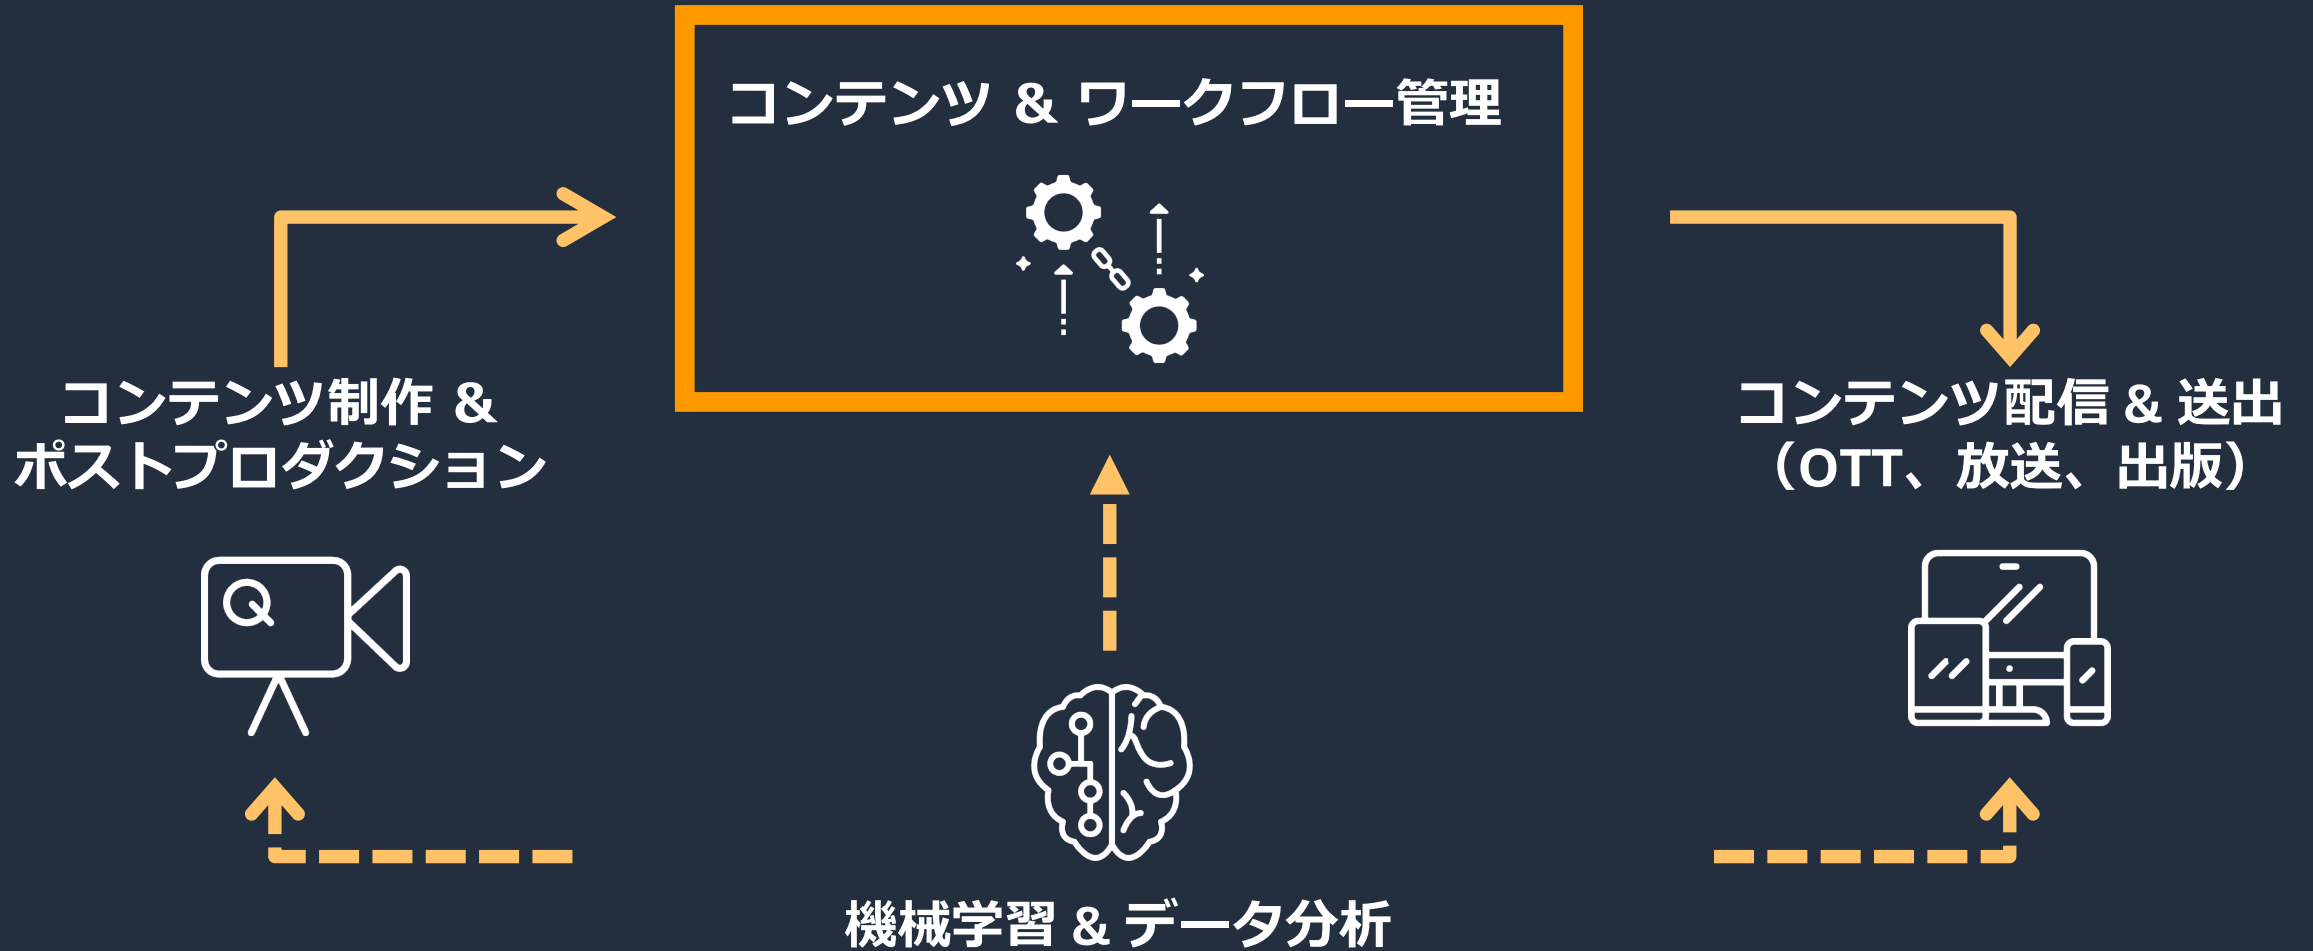 コンテンツ & ワークフロー管理
コンテンツ制作 &
ポストプロダクション
コンテンツ配信 & 送出
（OTT、放送、出版）
機械学習 & データ分析